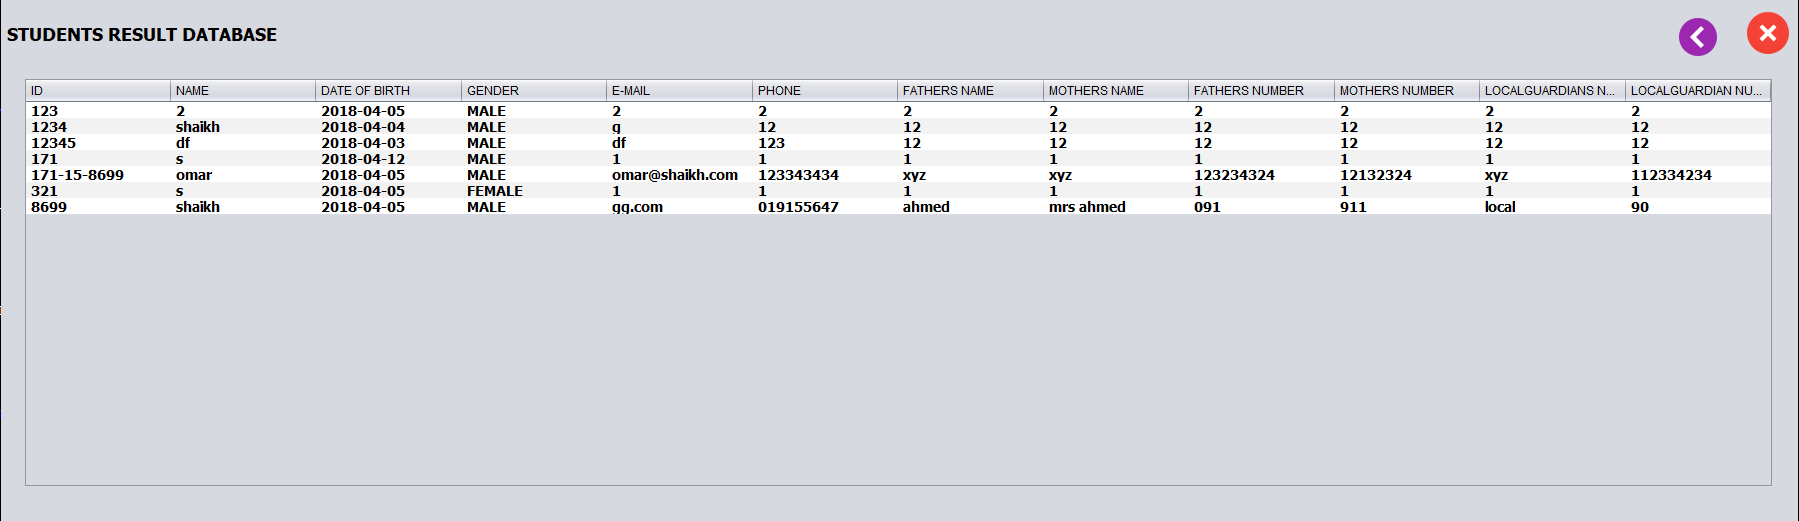 STUDENTS RESULT DATABASE
ID NAME DATE OF BIRTH GENDER E-MAIL PHONE FATHERS NAME MOTHERS NAME FATHERS NUMBER MOTHERS NUMBER LOCALGUARDIANS N... LOCALGUARDIAN NU...
123 2 2018-04-05 MALE 2 2 2 2 2 2 2 2
1234 shaikh 2018-04-04 MALE g 12 12 12 12 12 12 12
12345 df 2018-04-03 MALE df 123 12 12 12 12 12 12
171 s 2018-04-12 MALE 1 1 1 1 1 1 1 1
171-15-8699 omar 2018-04-05 MALE omar@shaikh.com 123343434 xyz xyz 123234324 12132324 xyz 112334234
321 s 2018-04-05 FEMALE 1 1 1 1 1 1 1 1
8699 shaikh 2018-04-05 MALE gg.com 019155647 ahmed mrs ahmed 091 911 local 90